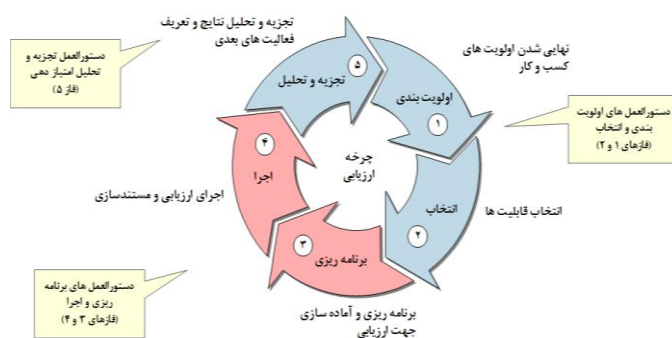 تجزیه و تحلیل نتایج و تعریف
فعالیت های بعدی
دستورالعمل تجزیه و
تحلیل امتیاز دهی
(فاز ۵)
نهایی شدن اولویت های
کسب و کار
۵
تجزیه و تحلیل
اولویت بندی
۱
دستورالعمل های اولویت
بندی و انتخاب
(فازهای ۱ و ۲)
۴
اجرا
چرخه
ارزیابی
اجرای ارزیابی و مستندسازی
انتخاب
۲
انتخاب قابلیت ها
۳
برنامه ریزی
دستورالعمل های برنامه
ریزی و اجرا
(فازهای ۳ و ۴)
برنامه ریزی و آماده سازی
جهت ارزیابی